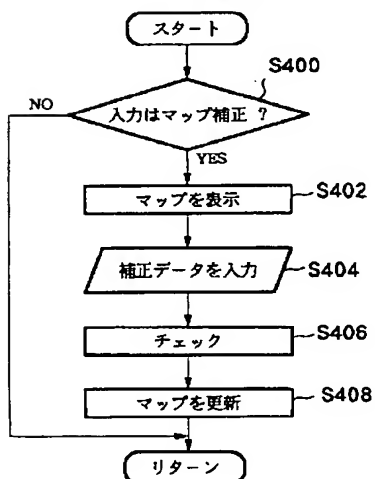 スタート
S400
NO
入力はマップ補正 ?
YES
マップを表示
S402
補正データを入力
S404
チェック
S406
マップを更新
S408
リターン